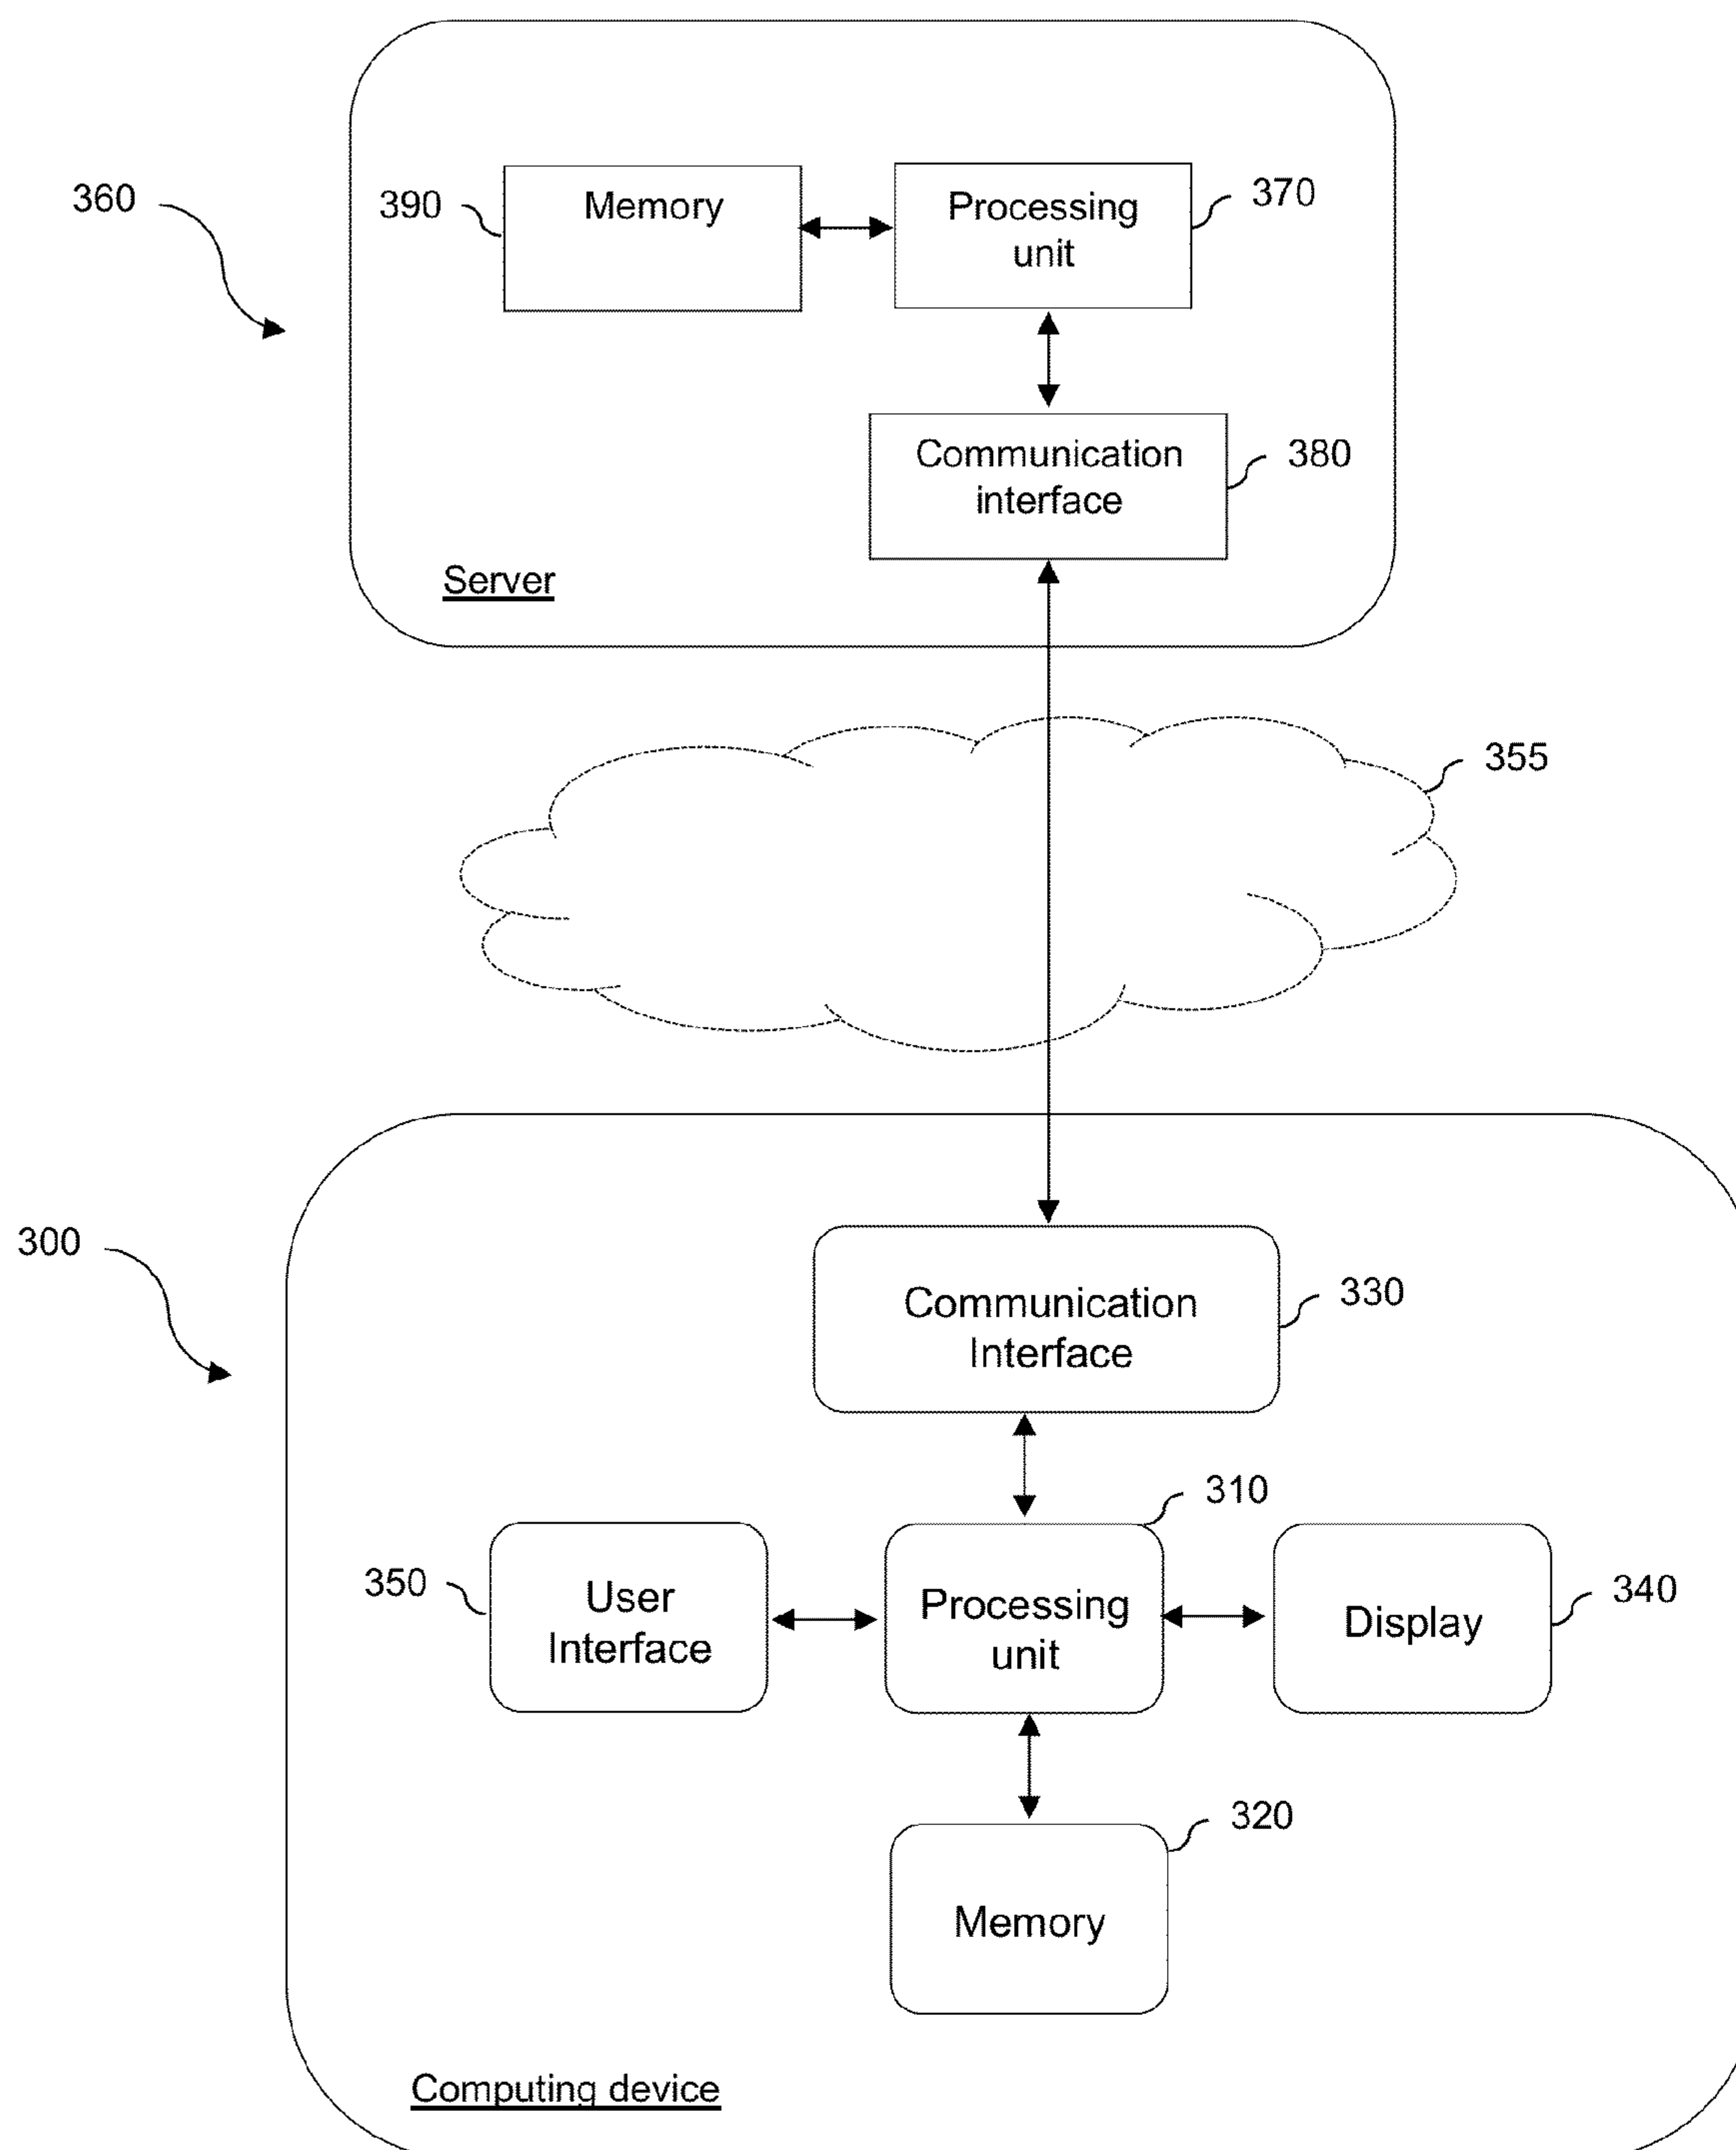 360
390
Memory
Processing
unit
370
Communication
interface
380
Server
355
300
Communication
Interface
330
310
350
User
Interface
Processing
unit
Display
340
320
Memory
Computing device